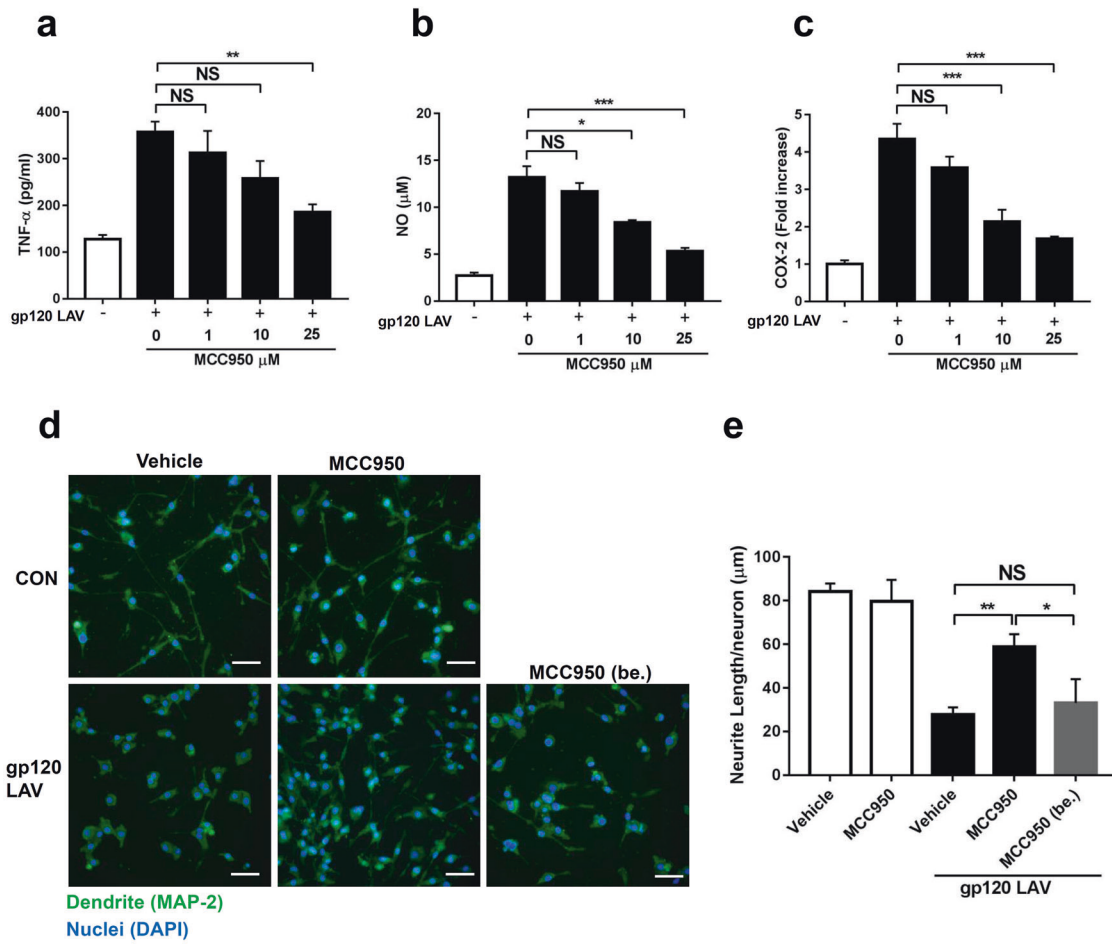 a
**
NS
NS
400
300
200
100
0
TNF-α (pg/ml)
gp120 LAV
- + + + +
0 1 10 25
MCC950 μM
b
***
*
NS
20
15
10
5
0
NO (μM)
gp120 LAV
- + + + +
0 1 10 25
MCC950 μM
c
***
***
NS
5
4
3
2
1
0
COX-2 (Fold increase)
gp120 LAV
- + + + +
0 1 10 25
MCC950 μM
d
Vehicle MCC950
CON
MCC950 (be.)
gp120
LAV
Dendrite (MAP-2)
Nuclei (DAPI)
e
NS
** *
100
80
60
40
20
0
Neurite Length/neuron (μm)
Vehicle MCC950 Vehicle MCC950 MCC950 (be.)
gp120 LAV